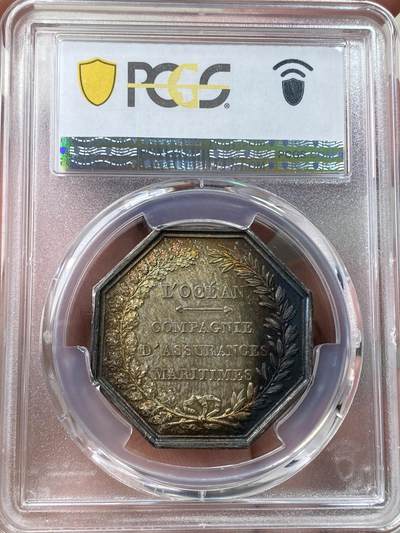 PCGS
L'OCÉAN
COMPAGNIE
D'ASSURANCES
MARITIMES